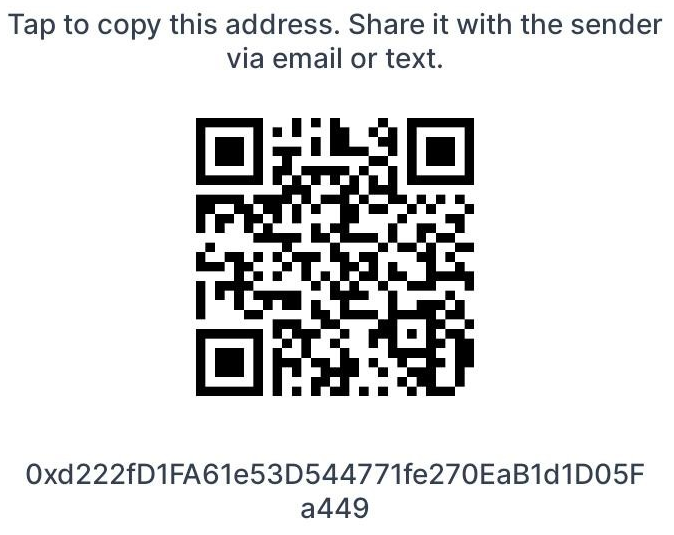 Tap to copy this address. Share it with the sender
via email or text.
0xd222fD1FA61e53D544771fe270EaB1d1D05F
a449